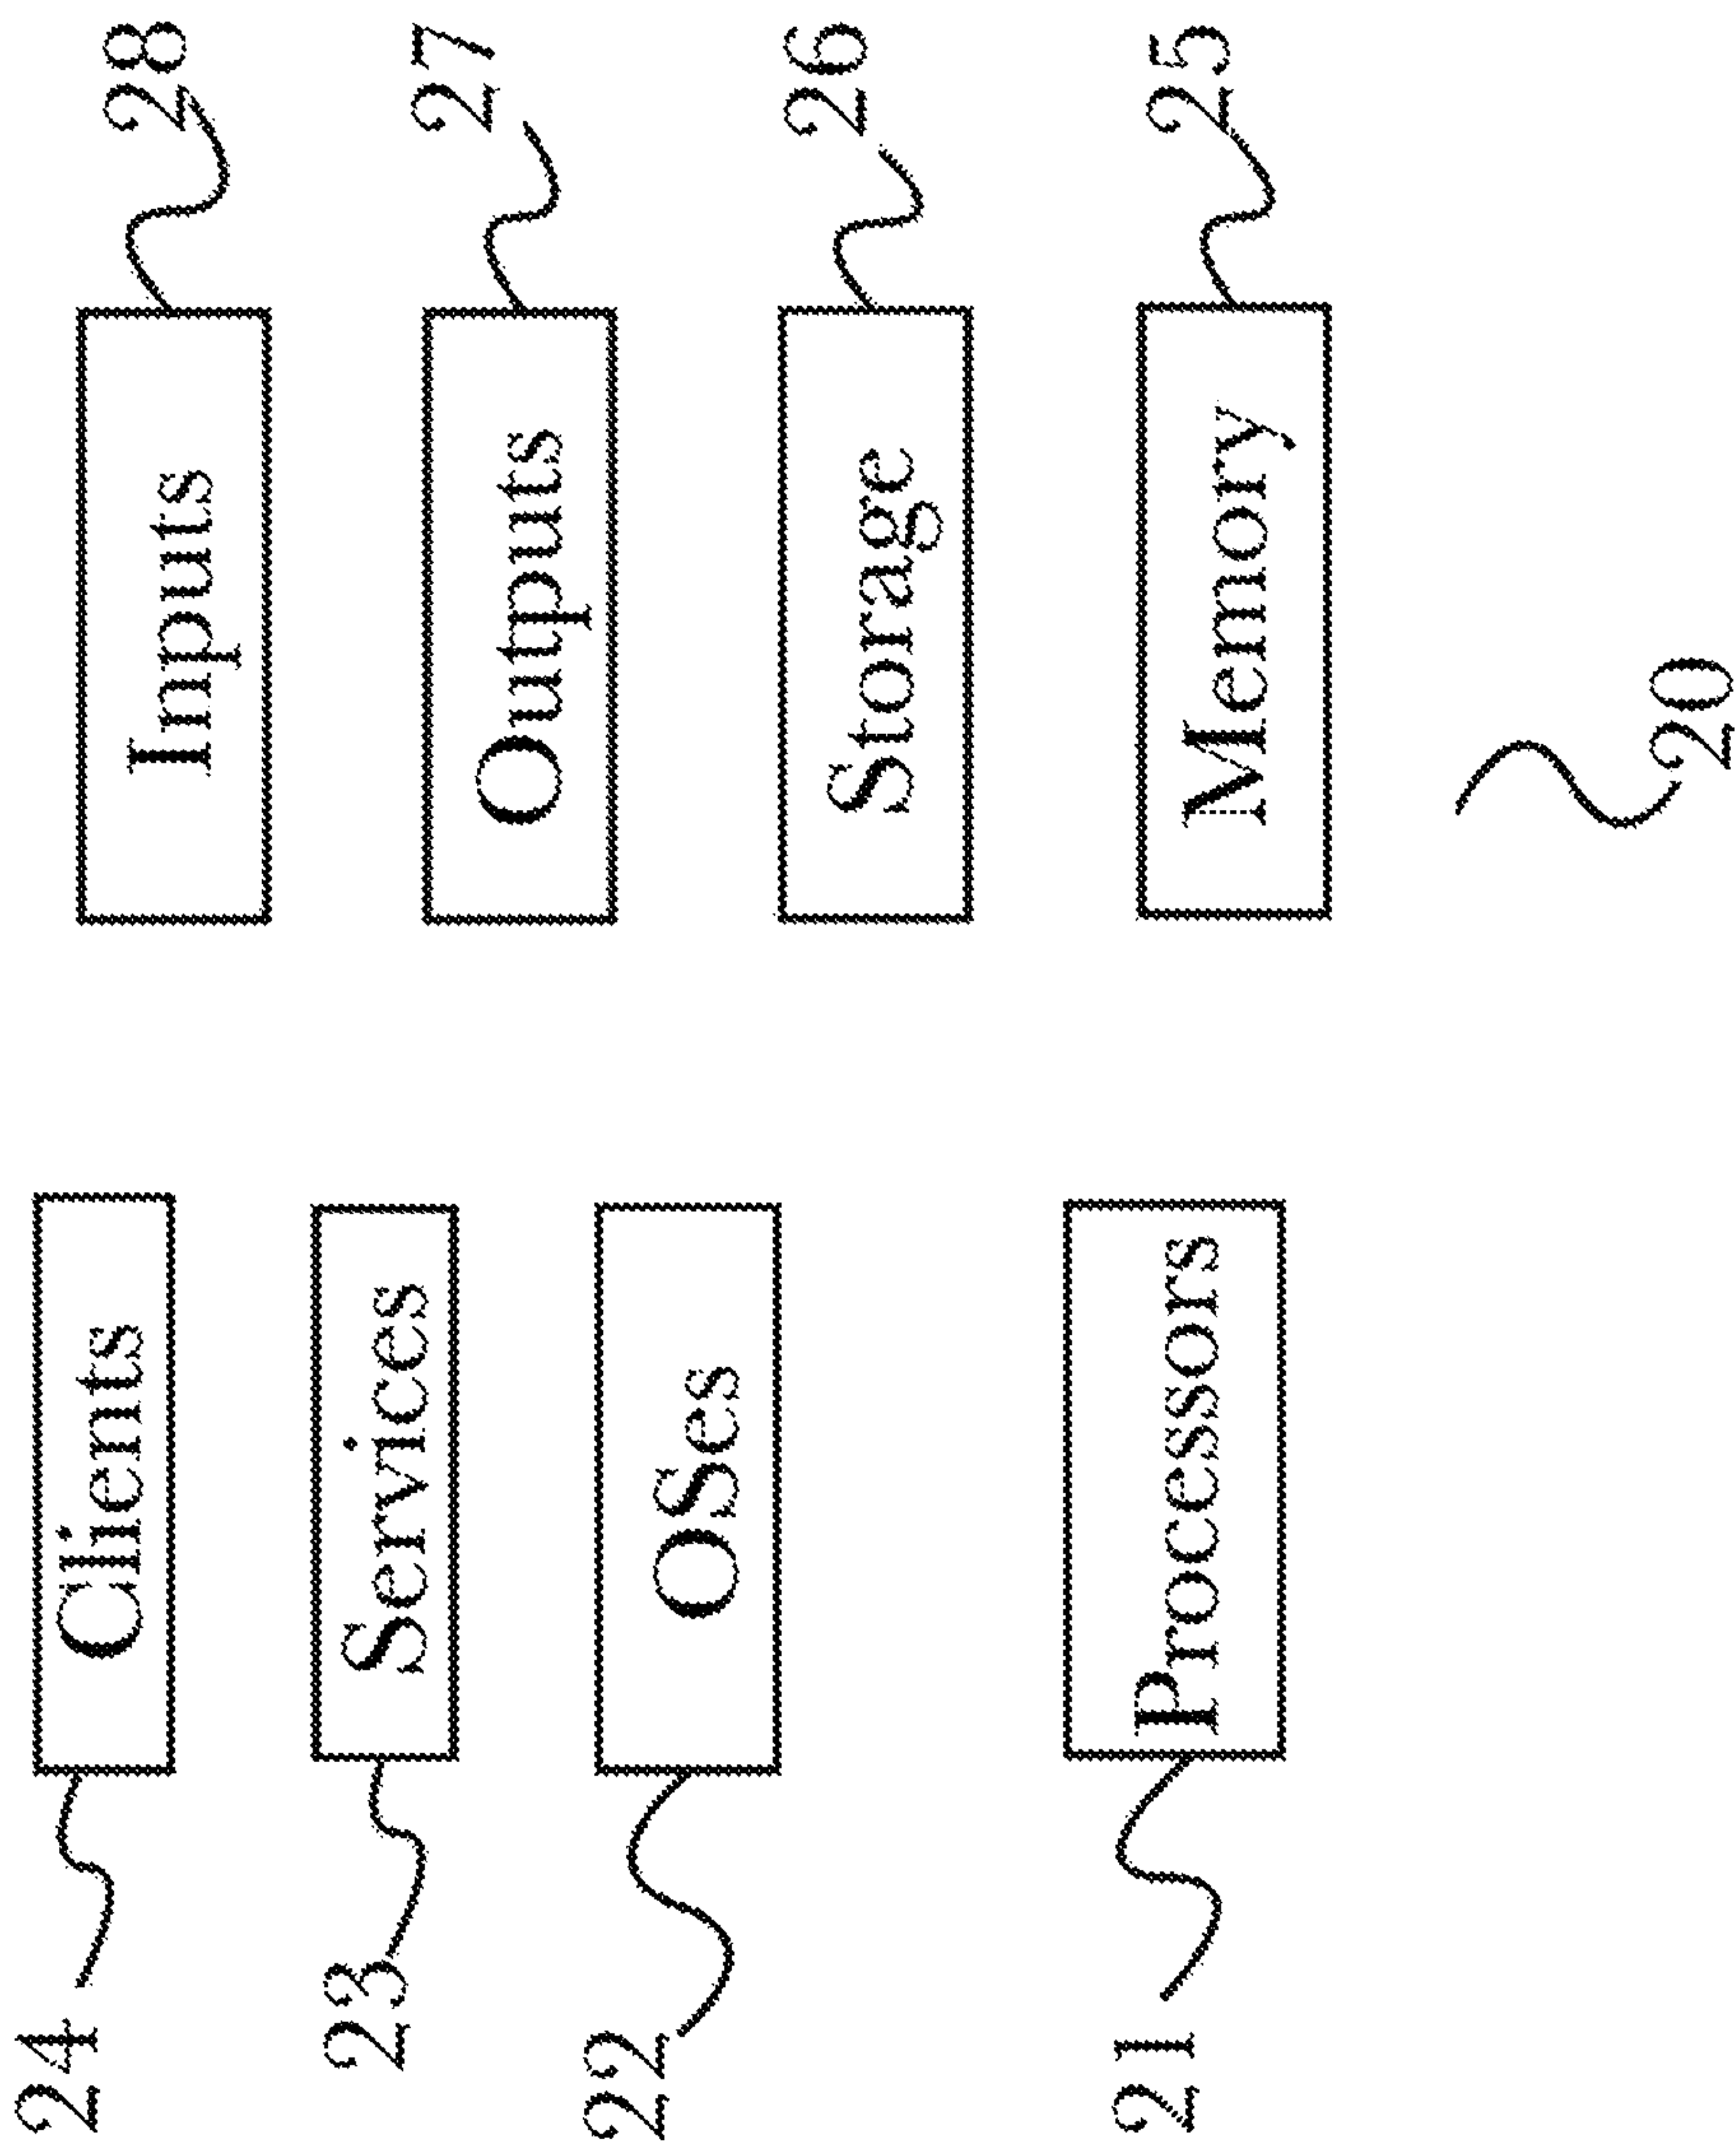 24
Clients
Inputs
28
23
Services
Outputs
27
22
OSes
Storage
26
21
Processors
Memory
25
20